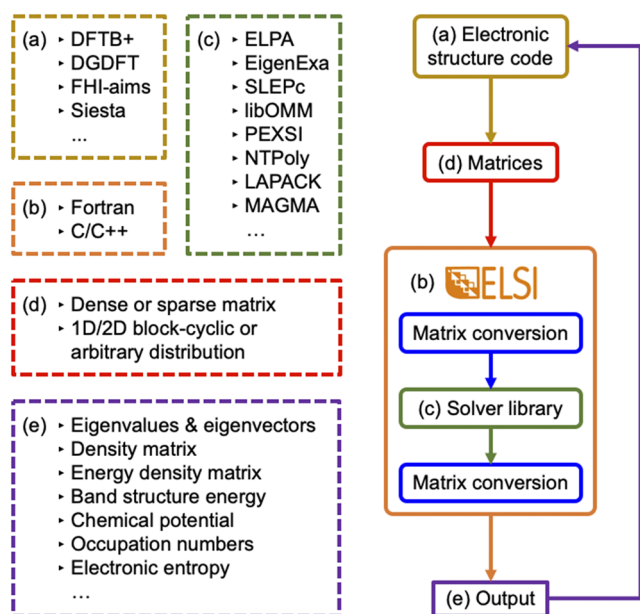 (a) ‣ DFTB+
‣ DGDFT
‣ FHI-aims
‣ Siesta
...
(b) ‣ Fortran
‣ C/C++
(c) ‣ ELPA
‣ EigenExa
‣ SLEPc
‣ libOMM
‣ PEXSI
‣ NTPoly
‣ LAPACK
‣ MAGMA
...
(d) ‣ Dense or sparse matrix
‣ 1D/2D block-cyclic or
arbitrary distribution
(e) ‣ Eigenvalues & eigenvectors
‣ Density matrix
‣ Energy density matrix
‣ Band structure energy
‣ Chemical potential
‣ Occupation numbers
‣ Electronic entropy
...
(a) Electronic
structure code
(d) Matrices
(b) ELSI
Matrix conversion
(c) Solver library
Matrix conversion
(e) Output